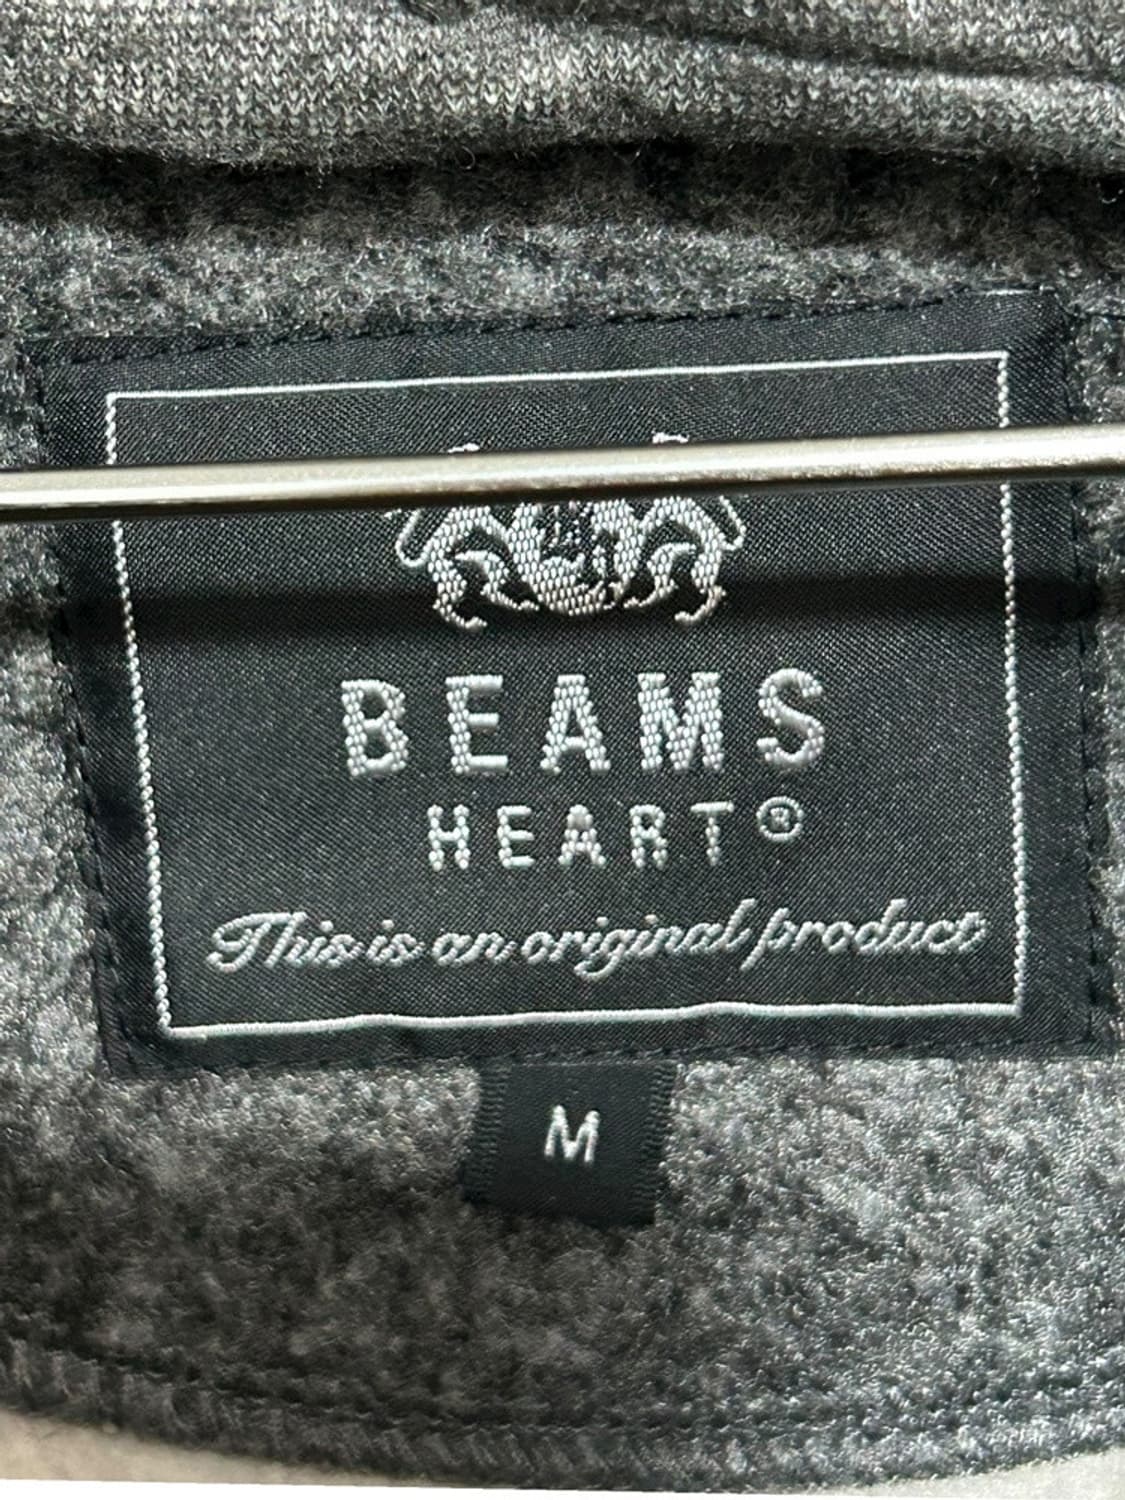 BEAMS
HEART®
This is an original product
M